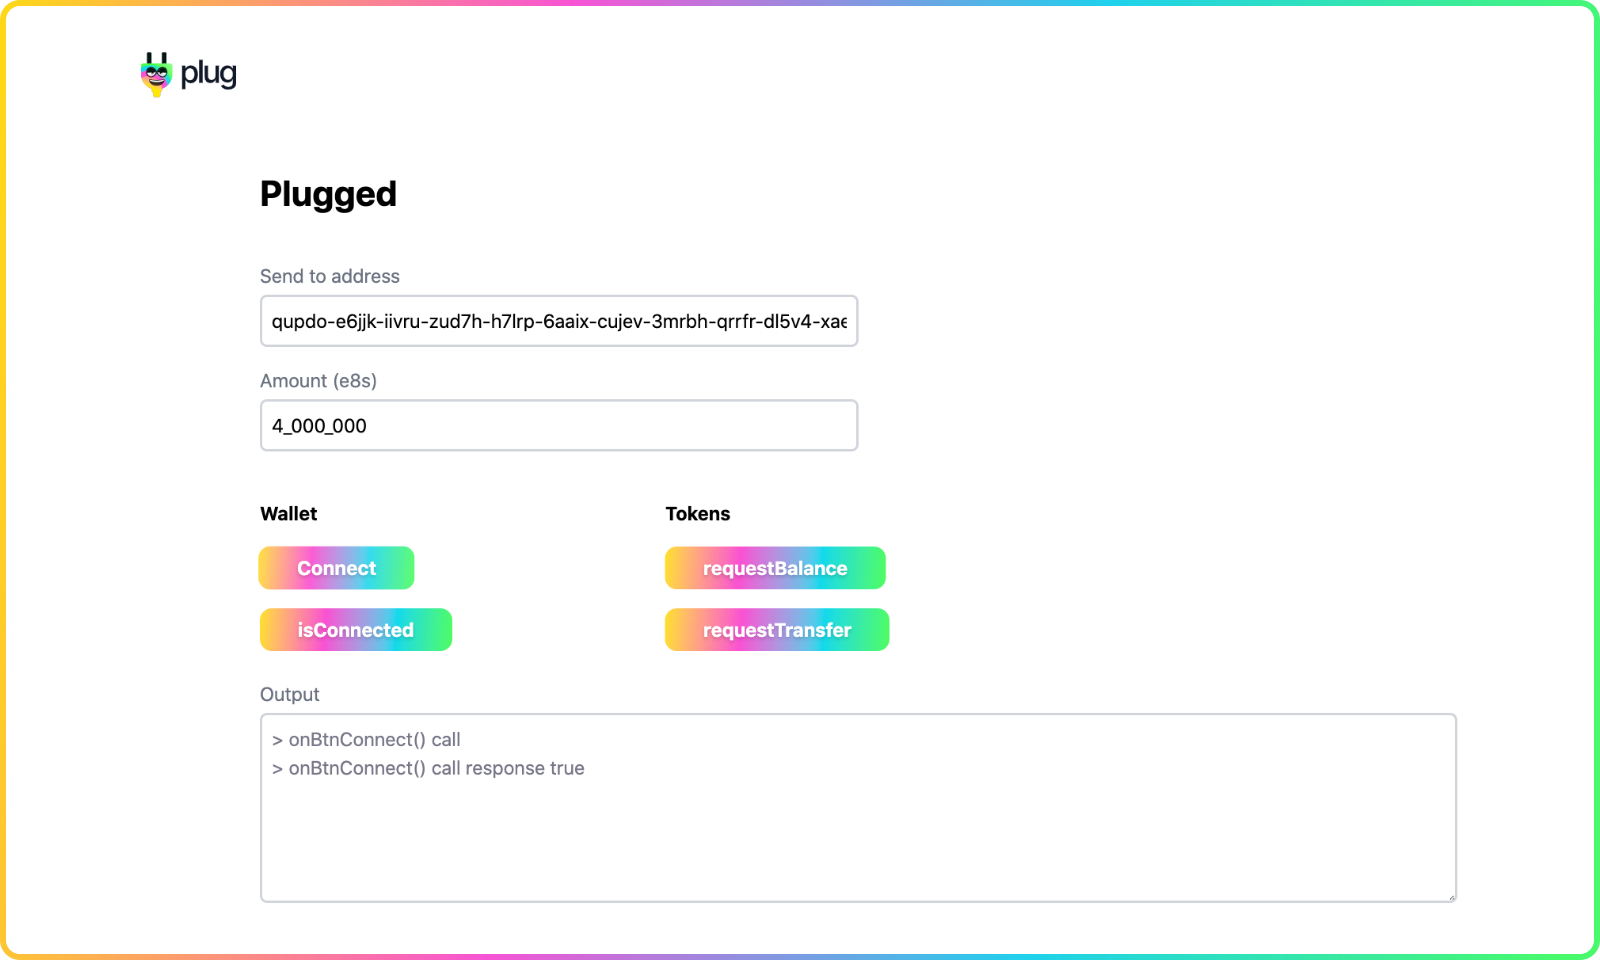 plug
Plugged
Send to address
qupdo-e6jjk-iivru-zud7h-h7lrp-6aaix-cujev-3mrbh-qrrfr-dl5v4-xae
Amount (e8s)
4_000_000
Wallet
Tokens
Connect
requestBalance
isConnected
requestTransfer
Output
> onBtnConnect() call
> onBtnConnect() call response true